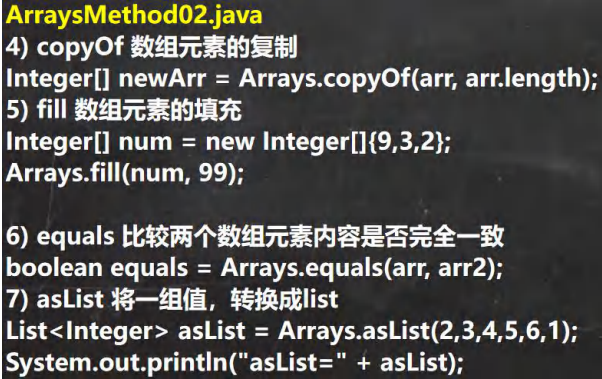 ArraysMethod02.java
4) copyOf 数组元素的复制
Integer[] newArr = Arrays.copyOf(arr, arr.length);
5) fill 数组元素的填充
Integer[] num = new Integer[]{9,3,2};
Arrays.fill(num, 99);
6) equals 比较两个数组元素内容是否完全一致
boolean equals = Arrays.equals(arr, arr2);
7) asList 将一组值，转换成list
List<Integer> asList = Arrays.asList(2,3,4,5,6,1);
System.out.println("asList=" + asList);